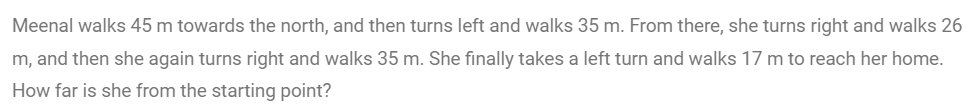 Meenal walks 45 m towards the north, and then turns left and walks 35 m. From there, she turns right and walks 26
m, and then she again turns right and walks 35 m. She finally takes a left turn and walks 17 m to reach her home.
How far is she from the starting point?